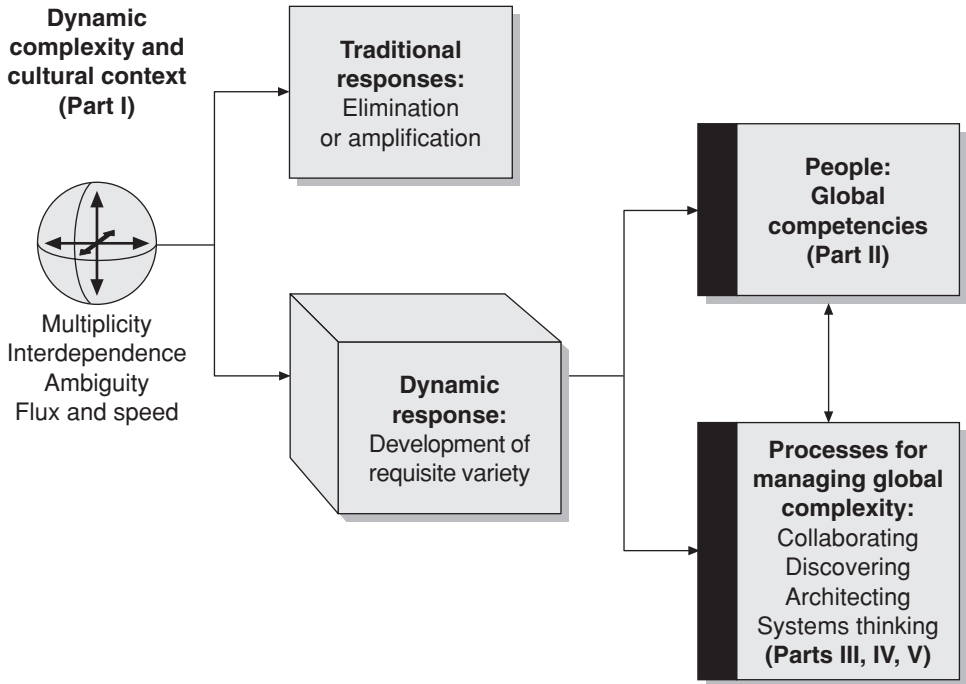 Dynamic
complexity and
cultural context
(Part I)
Multiplicity
Interdependence
Ambiguity
Flux and speed
Traditional
responses:
Elimination
or amplification
Dynamic
response:
Development of
requisite variety
People:
Global
competencies
(Part II)
Processes for
managing global
complexity:
Collaborating
Discovering
Architecting
Systems thinking
(Parts III, IV, V)